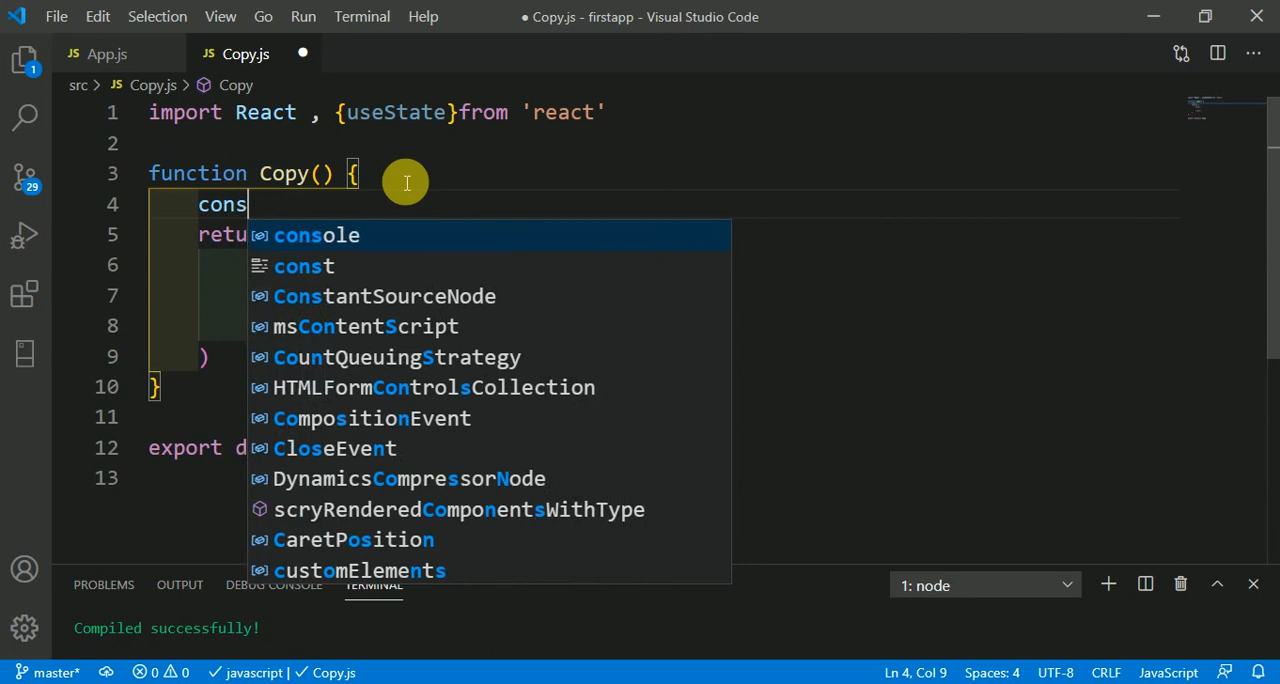 File Edit Selection View Go Run Terminal Help ● Copy.js - firstapp - Visual Studio Code
JS App.js JS Copy.js
1
src > JS Copy.js > Copy
1 import React , {useState}from 'react'
2
3 function Copy() {
4 cons
5 retu
console
6
const
7
ConstantSourceNode
8
msContentScript
9 )
CountQueuingStrategy
10 }
HTMLFormControlsCollection
11
CompositionEvent
12 export d
CloseEvent
13
DynamicsCompressorNode
scryRenderedComponentsWithType
CaretPosition
customElements
29
PROBLEMS OUTPUT DEBUG CONSOLE TERMINAL 1: node
Compiled successfully!
master* 0 0 javascript | Copy.js Ln 4, Col 9 Spaces: 4 UTF-8 CRLF JavaScript